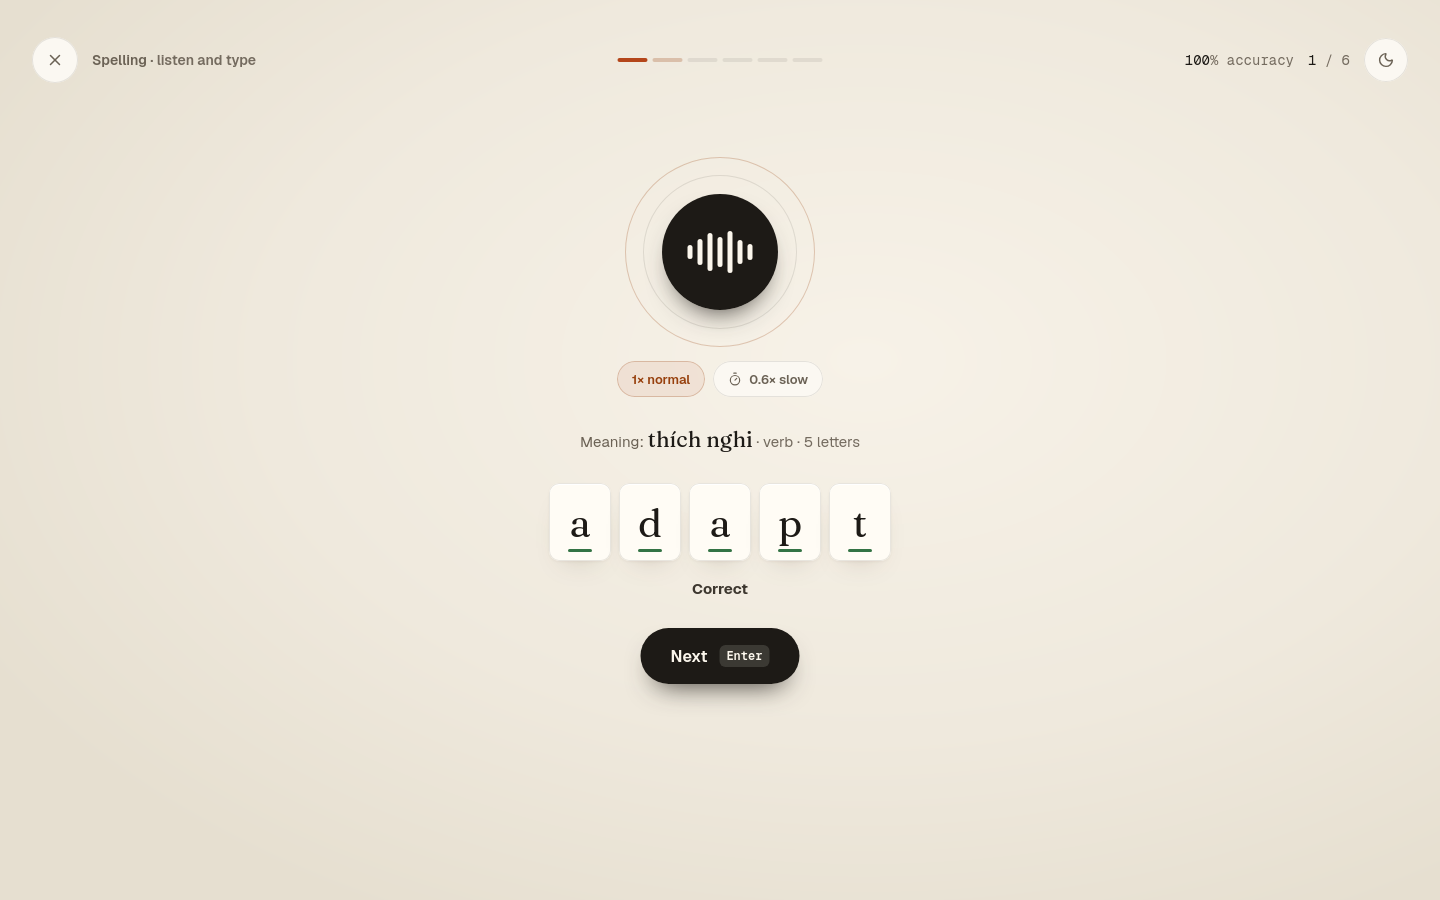 Spelling · listen and type
100% accuracy 1 / 6
1× normal
0.6× slow
Meaning: thích nghi · verb · 5 letters
a d a p t
Correct
Next Enter